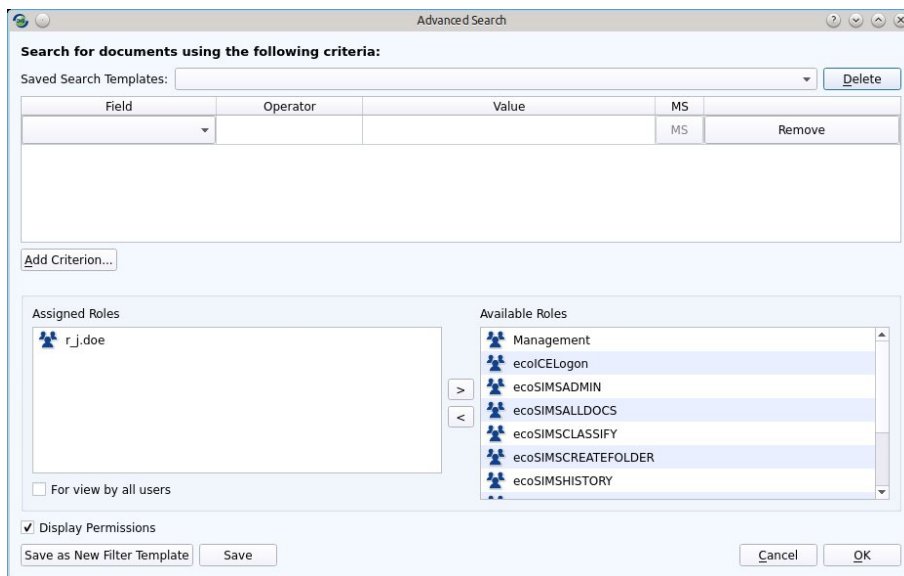 Advanced Search
Search for documents using the following criteria:
Saved Search Templates: Delete
Field Operator Value MS
MS Remove
Add Criterion...
Assigned Roles Available Roles
r_j.doe Management
ecoICELogon
> ecoSIMSADMIN
< ecoSIMSALLDOCS
ecoSIMSCLASSIFY
ecoSIMSCREATEFOLDER
For view by all users ecoSIMSHISTORY
Display Permissions
Save as New Filter Template Save Cancel OK